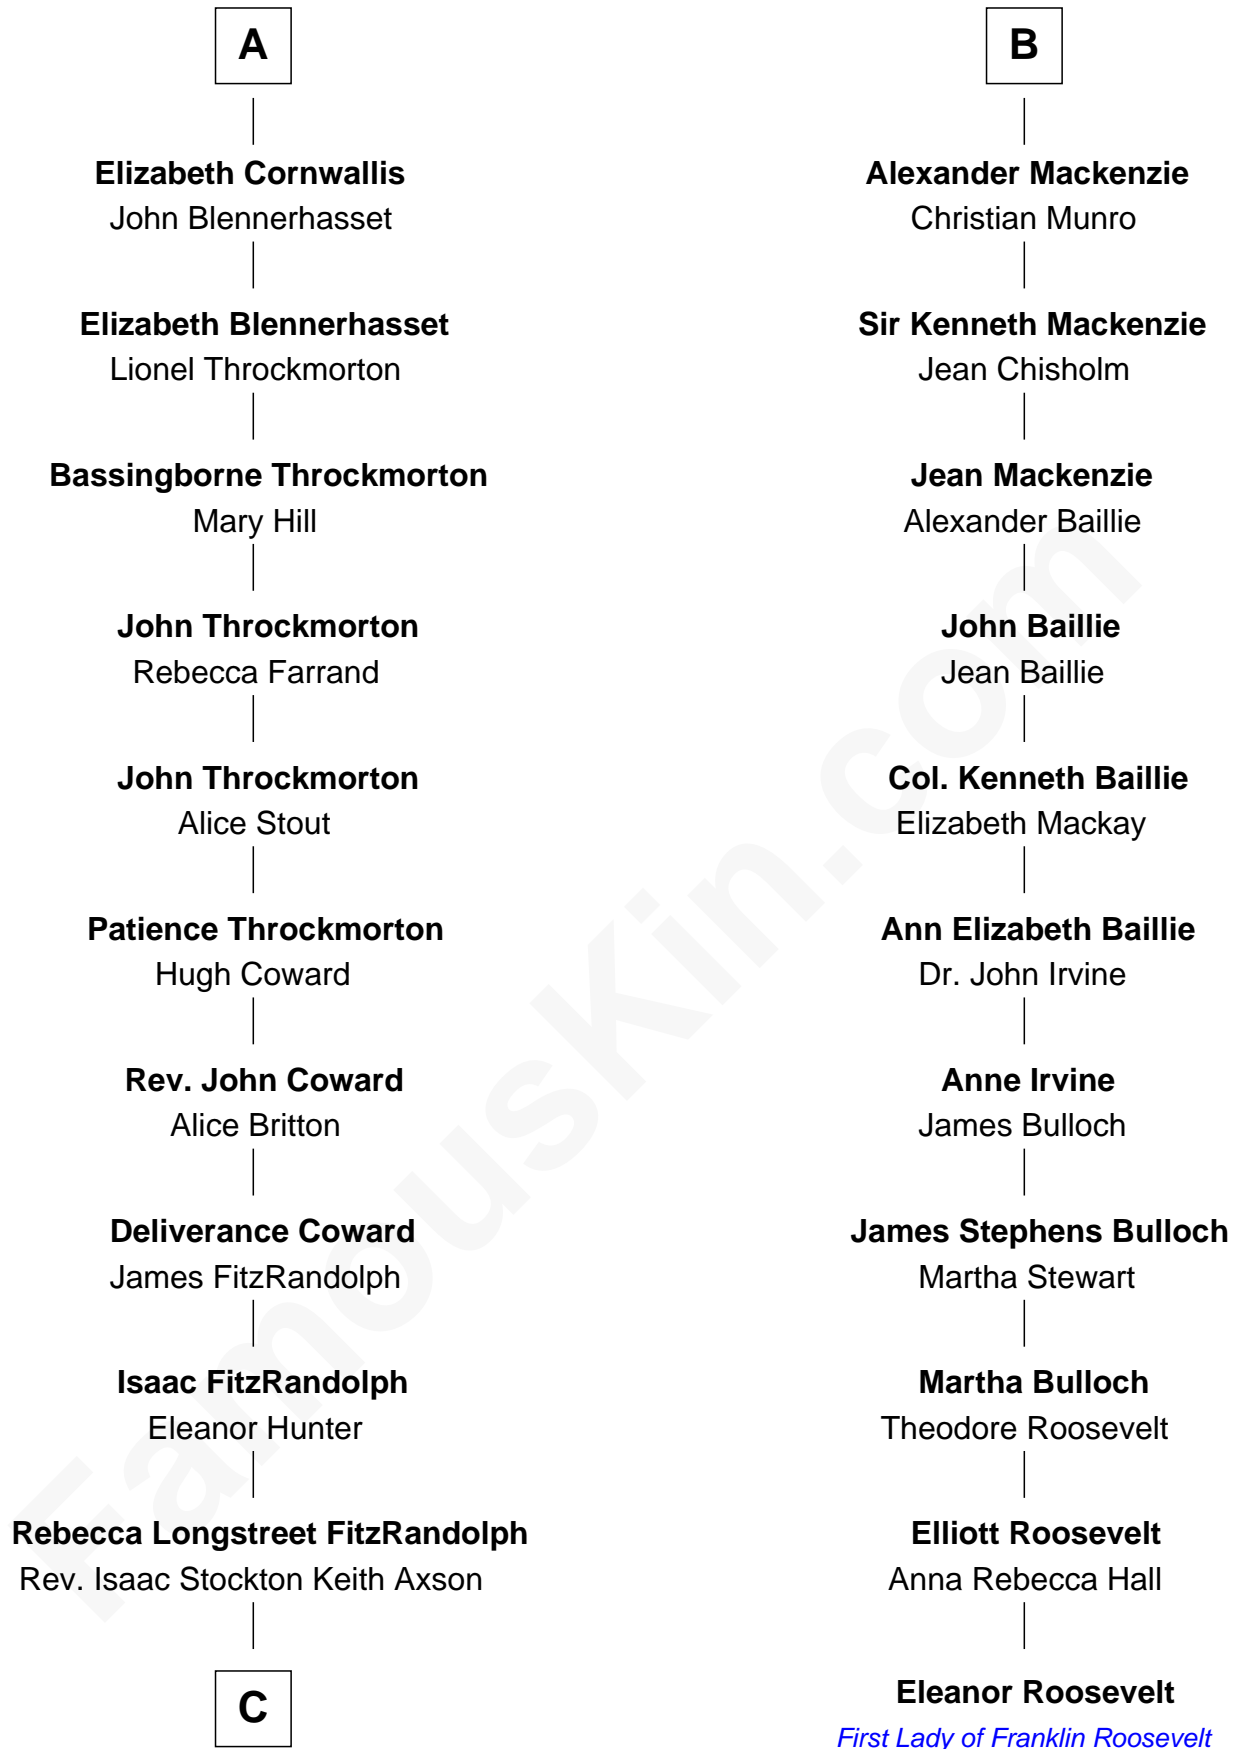 A
Elizabeth Cornwallis
John Blennerhasset
Elizabeth Blennerhasset
Lionel Throckmorton
Bassingborne Throckmorton
Mary Hill
John Throckmorton
Rebecca Farrand
John Throckmorton
Alice Stout
Patience Throckmorton
Hugh Coward
Rev. John Coward
Alice Britton
Deliverance Coward
James FitzRandolph
Isaac FitzRandolph
Eleanor Hunter
Rebecca Longstreet FitzRandolph
Rev. Isaac Stockton Keith Axson
C
B
Alexander Mackenzie
Christian Munro
Sir Kenneth Mackenzie
Jean Chisholm
Jean Mackenzie
Alexander Baillie
John Baillie
Jean Baillie
Col. Kenneth Baillie
Elizabeth Mackay
Ann Elizabeth Baillie
Dr. John Irvine
Anne Irvine
James Bulloch
James Stephens Bulloch
Martha Stewart
Martha Bulloch
Theodore Roosevelt
Elliott Roosevelt
Anna Rebecca Hall
Eleanor Roosevelt
First Lady of Franklin Roosevelt
FamousKin.com